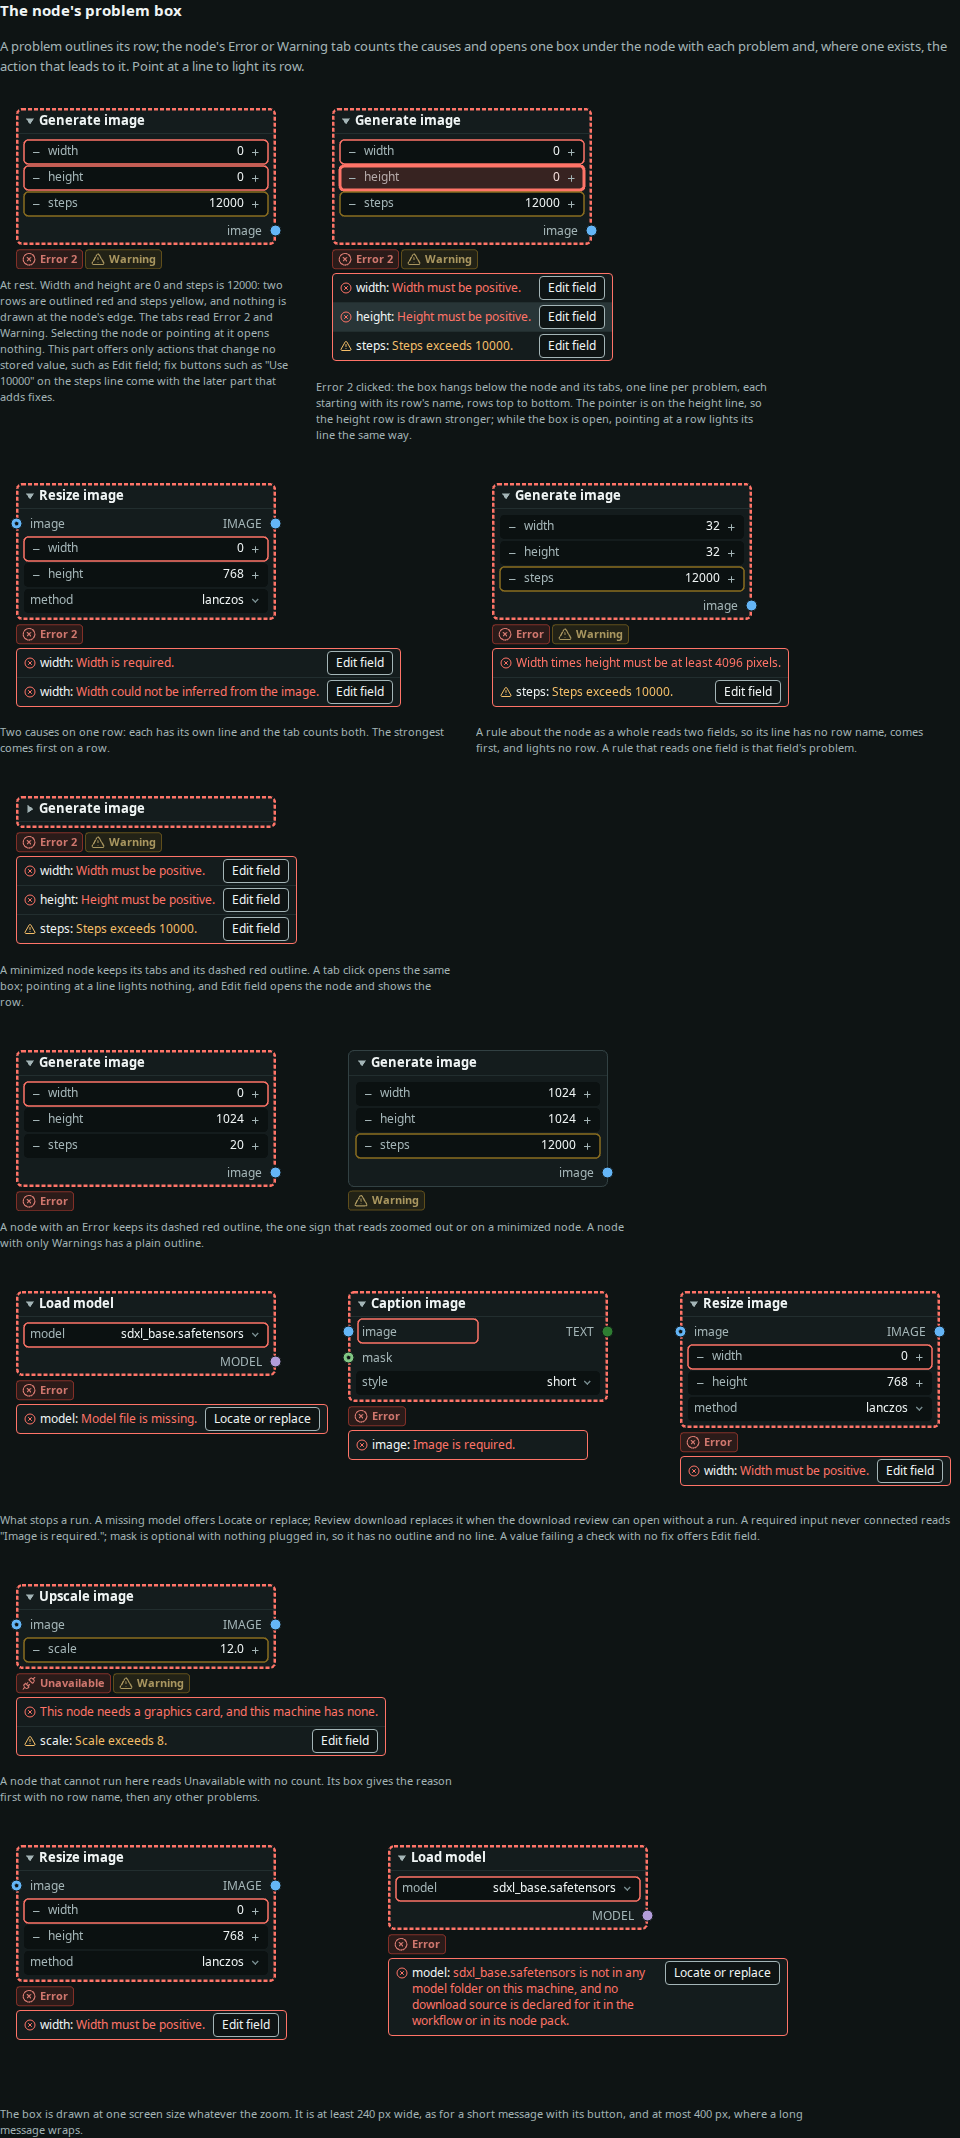 The node's problem box
A problem outlines its row; the node's Error or Warning tab counts the causes and opens one box under the node with each problem and, where one exists, the
action that leads to it. Point at a line to light its row.
Generate image
– width 0 +
– height 0 +
– steps 12000 +
image
Error 2 Warning
At rest. Width and height are 0 and steps is 12000: two
rows are outlined red and steps yellow, and nothing is
drawn at the node's edge. The tabs read Error 2 and
Warning. Selecting the node or pointing at it opens
nothing. This part offers only actions that change no
stored value, such as Edit field; fix buttons such as "Use
10000" on the steps line come with the later part that
adds fixes.
Generate image
– width 0 +
– height 0 +
– steps 12000 +
image
Error 2 Warning
width: Width must be positive. Edit field
height: Height must be positive. Edit field
steps: Steps exceeds 10000. Edit field
Error 2 clicked: the box hangs below the node and its tabs, one line per problem, each
starting with its row's name, rows top to bottom. The pointer is on the height line, so
the height row is drawn stronger; while the box is open, pointing at a row lights its
line the same way.
Resize image
image IMAGE
– width 0 +
– height 768 +
method lanczos
Error 2
width: Width is required. Edit field
width: Width could not be inferred from the image. Edit field
Two causes on one row: each has its own line and the tab counts both. The strongest
comes first on a row.
Generate image
– width 32 +
– height 32 +
– steps 12000 +
image
Error Warning
Width times height must be at least 4096 pixels.
steps: Steps exceeds 10000. Edit field
A rule about the node as a whole reads two fields, so its line has no row name, comes
first, and lights no row. A rule that reads one field is that field's problem.
Generate image
Error 2 Warning
width: Width must be positive. Edit field
height: Height must be positive. Edit field
steps: Steps exceeds 10000. Edit field
A minimized node keeps its tabs and its dashed red outline. A tab click opens the same
box; pointing at a line lights nothing, and Edit field opens the node and shows the
row.
Generate image
– width 0 +
– height 1024 +
– steps 20 +
image
Error
Generate image
– width 1024 +
– height 1024 +
– steps 12000 +
image
Warning
A node with an Error keeps its dashed red outline, the one sign that reads zoomed out or on a minimized node. A node
with only Warnings has a plain outline.
Load model
model sdxl_base.safetensors
MODEL
Error
model: Model file is missing. Locate or replace
Caption image
image TEXT
mask
style short
Error
image: Image is required.
Resize image
image IMAGE
– width 0 +
– height 768 +
method lanczos
Error
width: Width must be positive. Edit field
What stops a run. A missing model offers Locate or replace; Review download replaces it when the download review can open without a run. A required input never connected reads
"Image is required."; mask is optional with nothing plugged in, so it has no outline and no line. A value failing a check with no fix offers Edit field.
Upscale image
image IMAGE
– scale 12.0 +
Unavailable Warning
This node needs a graphics card, and this machine has none.
scale: Scale exceeds 8. Edit field
A node that cannot run here reads Unavailable with no count. Its box gives the reason
first with no row name, then any other problems.
Resize image
image IMAGE
– width 0 +
– height 768 +
method lanczos
Error
width: Width must be positive. Edit field
Load model
model sdxl_base.safetensors
MODEL
Error
model: sdxl_base.safetensors is not in any Locate or replace
model folder on this machine, and no
download source is declared for it in the
workflow or in its node pack.
The box is drawn at one screen size whatever the zoom. It is at least 240 px wide, as for a short message with its button, and at most 400 px, where a long
message wraps.